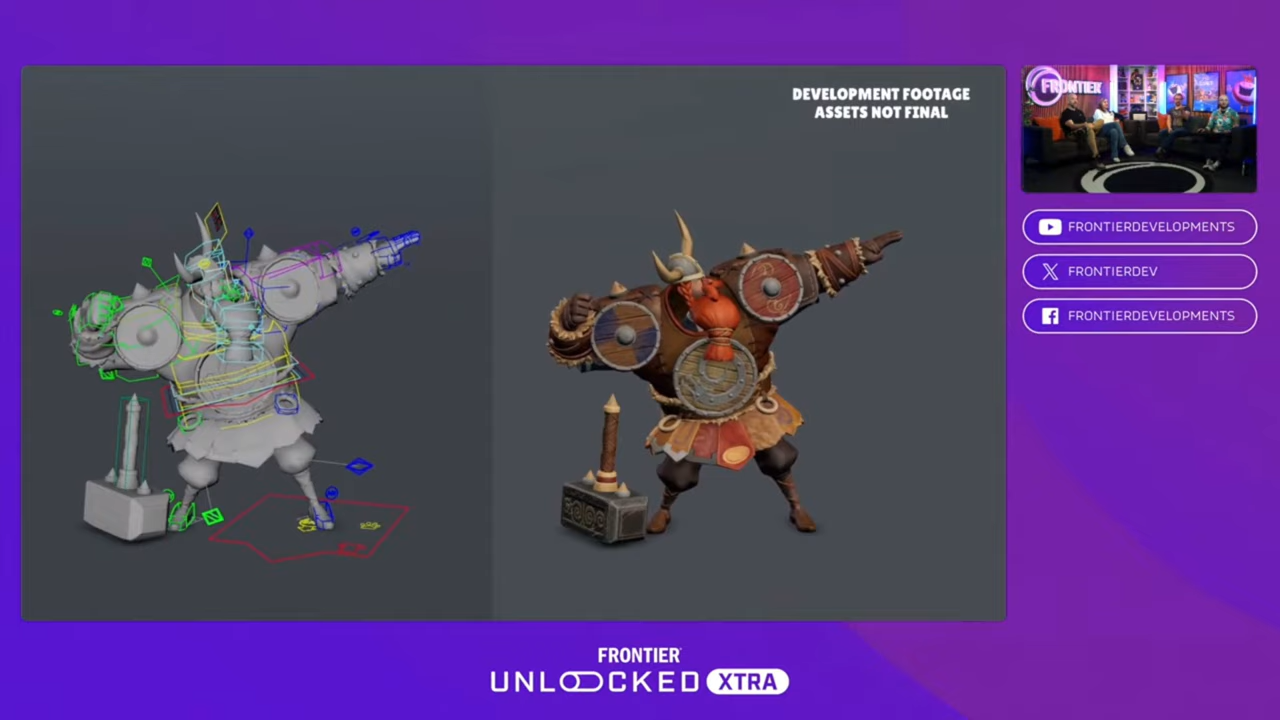 DEVELOPMENT FOOTAGE
ASSETS NOT FINAL
FRONTIER
FRONTIERDEVELOPMENTS
FRONTIERDEV
FRONTIERDEVELOPMENTS
FRONTIER
UNLOCKED XTRA